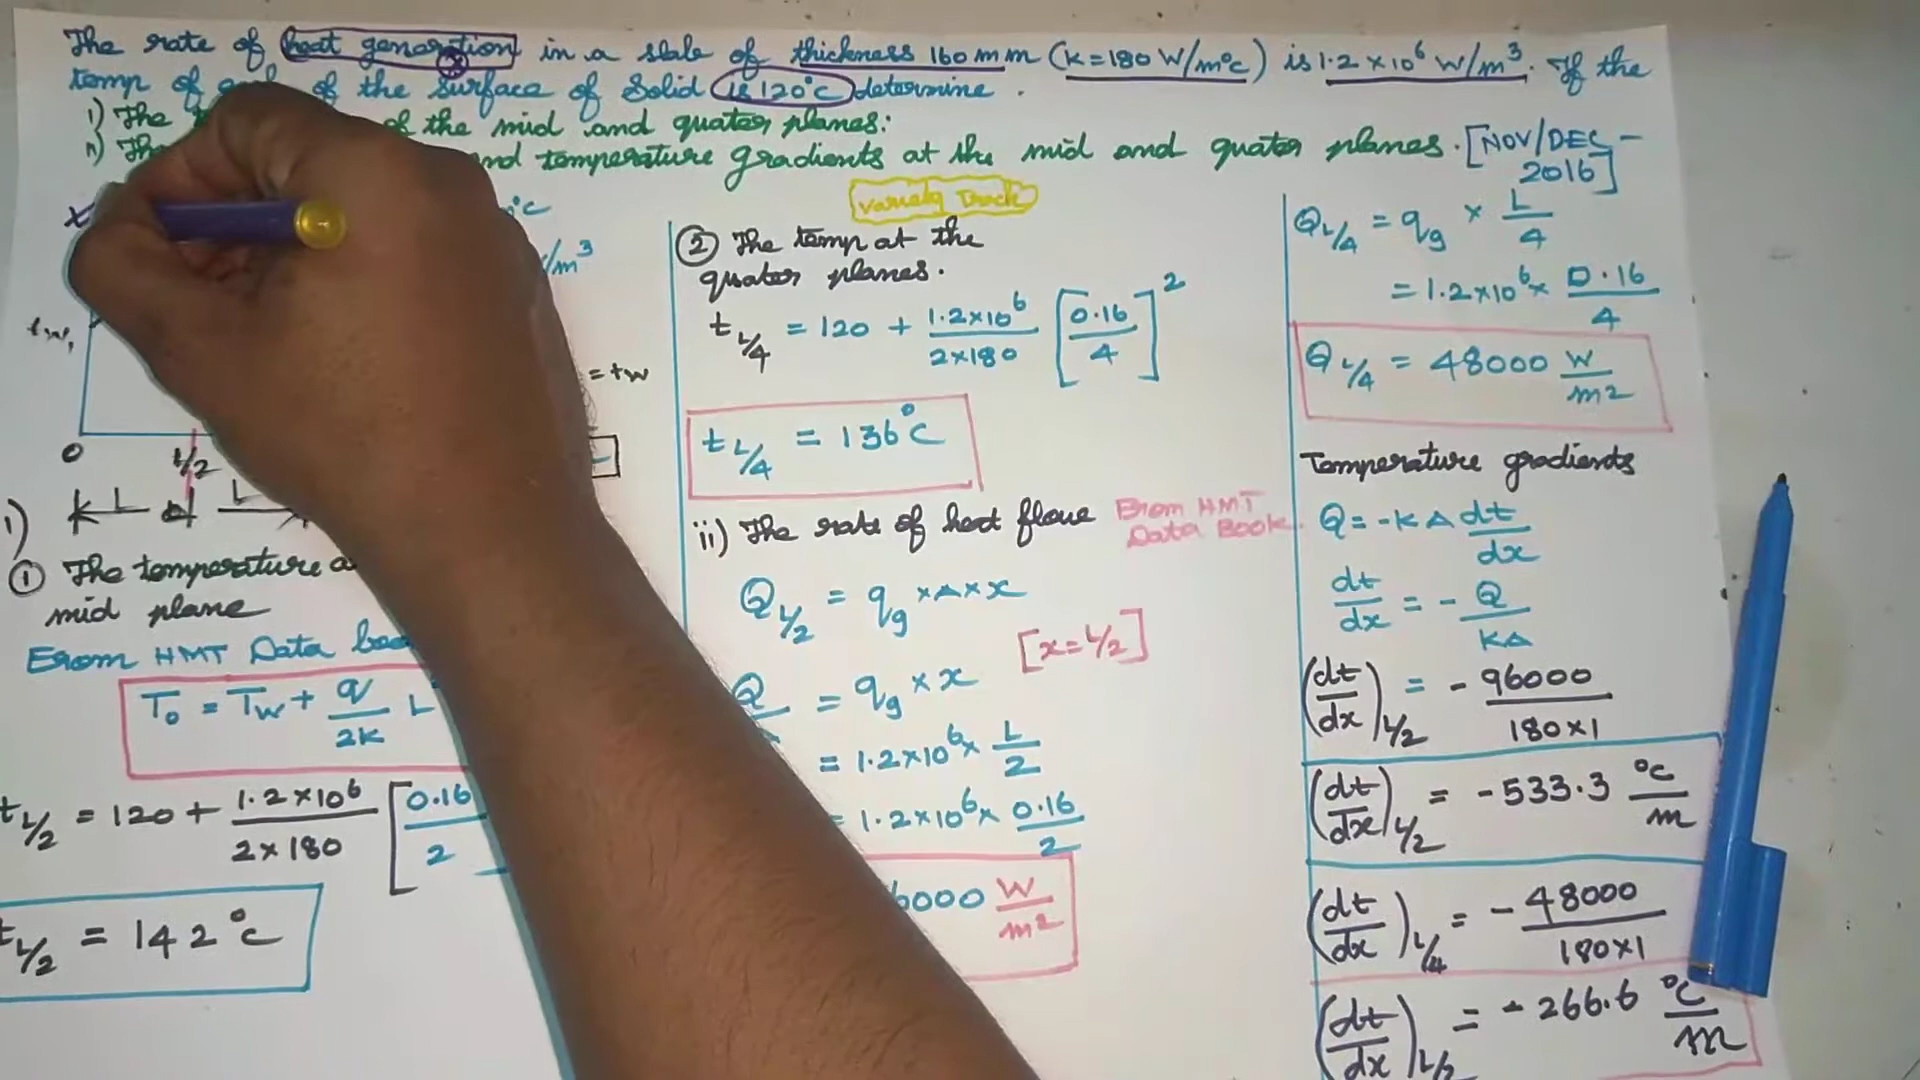 The rate of heat generation in a slab of thickness 160 mm (K=180 W/m°C) is 1.2 × 10⁶ W/m³. If the
temp of of the surface of Solid is 120°C determine.
i) The of the mid and quater planes:
ii) The and temperature gradients at the mid and quater planes. [NOV/DEC –
2016]
°C
/m³
tw₁
= tw
0 L/2
L L
i)
① The temperature a
mid plane
From HMT Data boo
T₀ = Tw + q/2K L
t L/2 = 120 + 1.2×10⁶/2×180 [0.16/2
t L/2 = 142°C
Variety Track
② The temp at the
quater planes.
t L/4 = 120 + 1.2×10⁶/2×180 [0.16/4]²
t L/4 = 136°C
ii) The rate of heat flow From HMT
Data Book.
Q L/2 = qg × A × x
[x = L/2]
Q = qg × x
= 1.2×10⁶ × L/2
= 1.2×10⁶ × 0.16/2
6000 W/m²
Q L/4 = qg × L/4
= 1.2×10⁶ × 0.16/4
Q L/4 = 48000 W/m²
Temperature gradients
Q = -KA dt/dx
dt/dx = - Q/KA
(dt/dx) L/2 = - 96000/180×1
(dt/dx) L/2 = -533.3 °C/m
(dt/dx) L/4 = - 48000/180×1
(dt/dx) L/2 = -266.6 °C/m